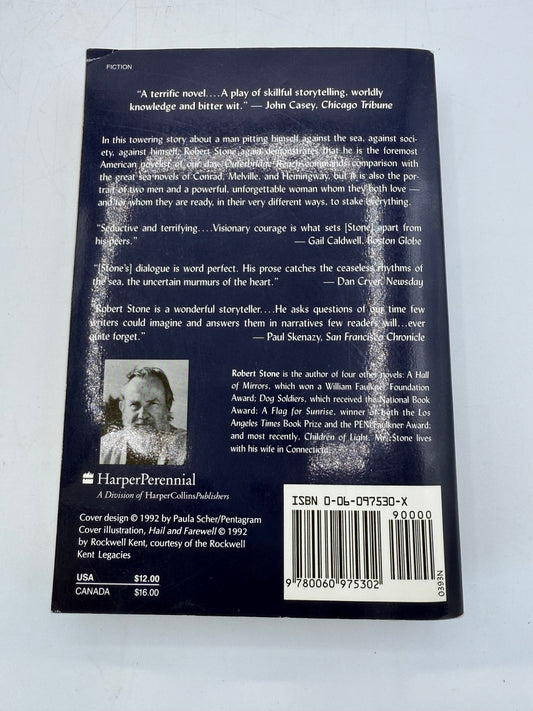 FICTION
“A terrific novel....A play of skillful storytelling, worldly
knowledge and bitter wit.” — John Casey, Chicago Tribune
In this towering story about a man pitting himself against the sea, against soci-
ety, against himself, Robert Stone again demonstrates that he is the foremost
American novelist of our day. Outerbridge Reach commands comparison with
the great sea novels of Conrad, Melville, and Hemingway, but it is also the por-
trait of two men and a powerful, unforgettable woman whom they both love —
and for whom they are ready, in their very different ways, to stake everything.
“Seductive and terrifying....Visionary courage is what sets [Stone] apart from
his peers.” — Gail Caldwell, Boston Globe
“[Stone's] dialogue is word perfect. His prose catches the ceaseless rhythms of
the sea, the uncertain murmurs of the heart.” — Dan Cryer, Newsday
“Robert Stone is a wonderful storyteller....He asks questions of our time few
writers could imagine and answers them in narratives few readers will...ever
quite forget.” — Paul Skenazy, San Francisco Chronicle
Robert Stone is the author of four other novels: A Hall
of Mirrors, which won a William Faulkner Foundation
Award; Dog Soldiers, which received the National Book
Award; A Flag for Sunrise, winner of both the Los
Angeles Times Book Prize and the PEN/Faulkner Award;
and most recently, Children of Light. Mr. Stone lives
with his wife in Connecticut.
HarperPerennial
A Division of HarperCollinsPublishers
Cover design © 1992 by Paula Scher/Pentagram
Cover illustration, Hail and Farewell © 1992
by Rockwell Kent, courtesy of the Rockwell
Kent Legacies
USA $12.00
CANADA $16.00
ISBN 0-06-097530-X
90000
9 780060 975302
0393N